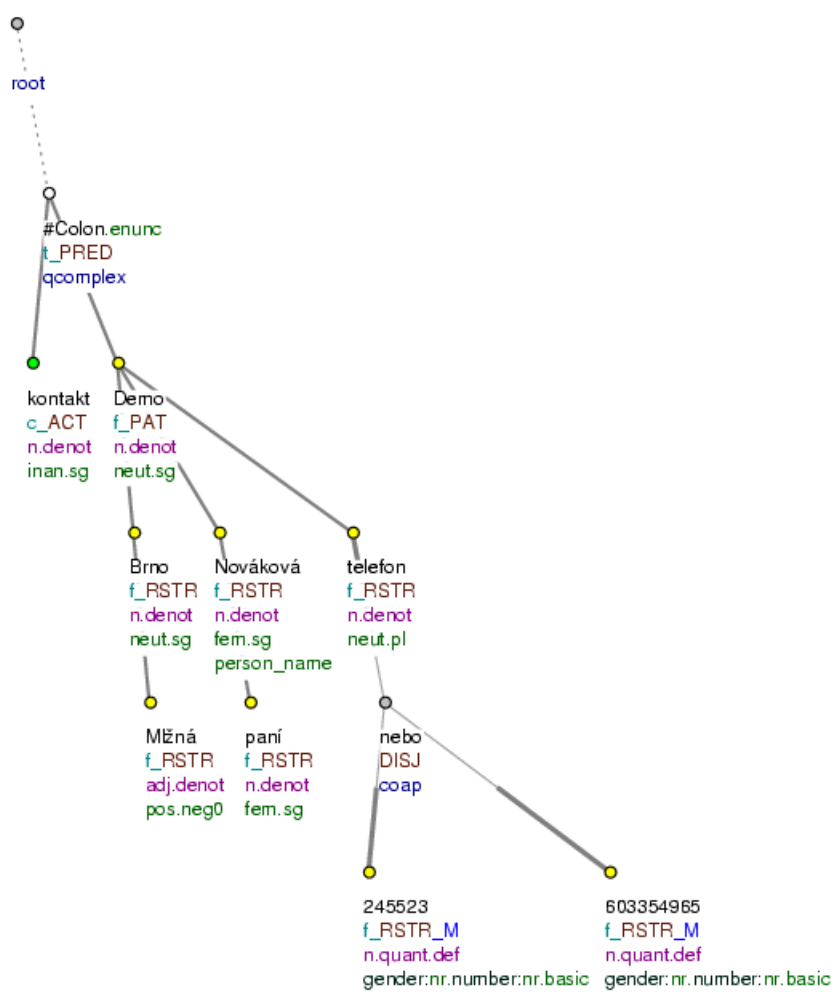 root
#Colon.enunc
t_PRED
qcomplex
kontakt
c_ACT
n.denot
inan.sg
Demo
f_PAT
n.denot
neut.sg
Brno
f_RSTR
n.denot
neut.sg
Nováková
f_RSTR
n.denot
fem.sg
person_name
telefon
f_RSTR
n.denot
neut.pl
Mlžná
f_RSTR
adj.denot
pos.neg0
paní
f_RSTR
n.denot
fem.sg
nebo
DISJ
coap
245523
f_RSTR_M
n.quant.def
gender:nr.number:nr.basic
603354965
f_RSTR_M
n.quant.def
gender:nr.number:nr.basic